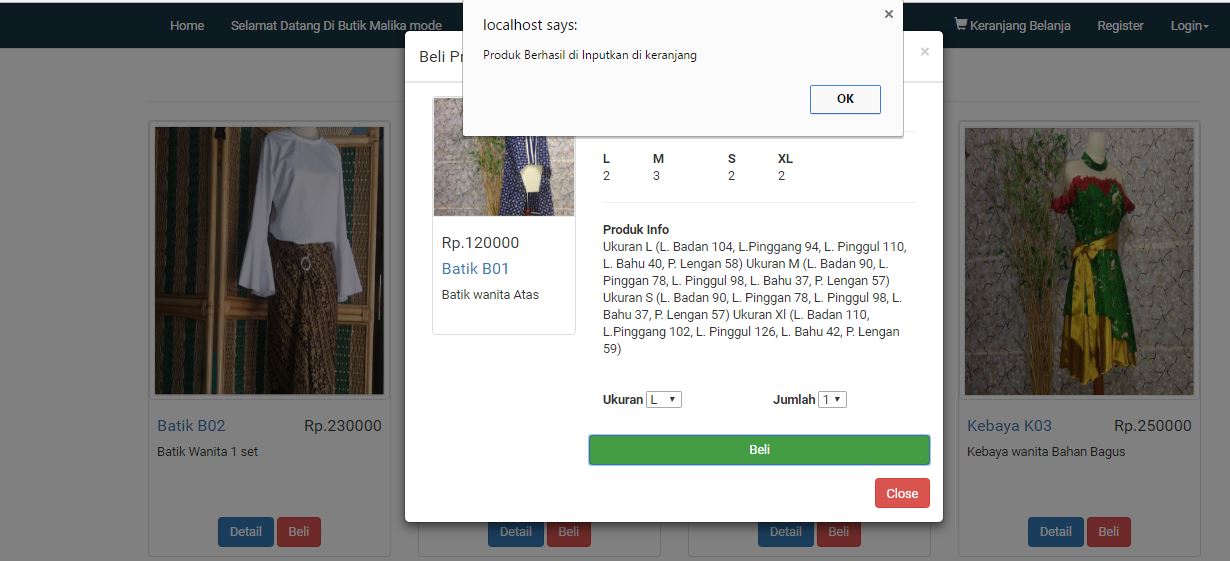 Home Selamat Datang Di Butik Malika mode Keranjang Belanja Register Login
localhost says:
Produk Berhasil di Inputkan di keranjang
OK
Beli Pr
L M S XL
2 3 2 2
Rp.120000
Batik B01
Batik wanita Atas
Produk Info
Ukuran L (L. Badan 104, L.Pinggang 94, L. Pinggul 110,
L. Bahu 40, P. Lengan 58) Ukuran M (L. Badan 90, L.
Pinggan 78, L. Pinggul 98, L. Bahu 37, P. Lengan 57)
Ukuran S (L. Badan 90, L. Pinggan 78, L. Pinggul 98, L.
Bahu 37, P. Lengan 57) Ukuran Xl (L. Badan 110,
L.Pinggang 102, L. Pinggul 126, L. Bahu 42, P. Lengan
59)
Ukuran L Jumlah 1
Beli
Close
Batik B02 Rp.230000
Batik Wanita 1 set
Detail Beli
Detail Beli
Detail Beli
Kebaya K03 Rp.250000
Kebaya wanita Bahan Bagus
Detail Beli